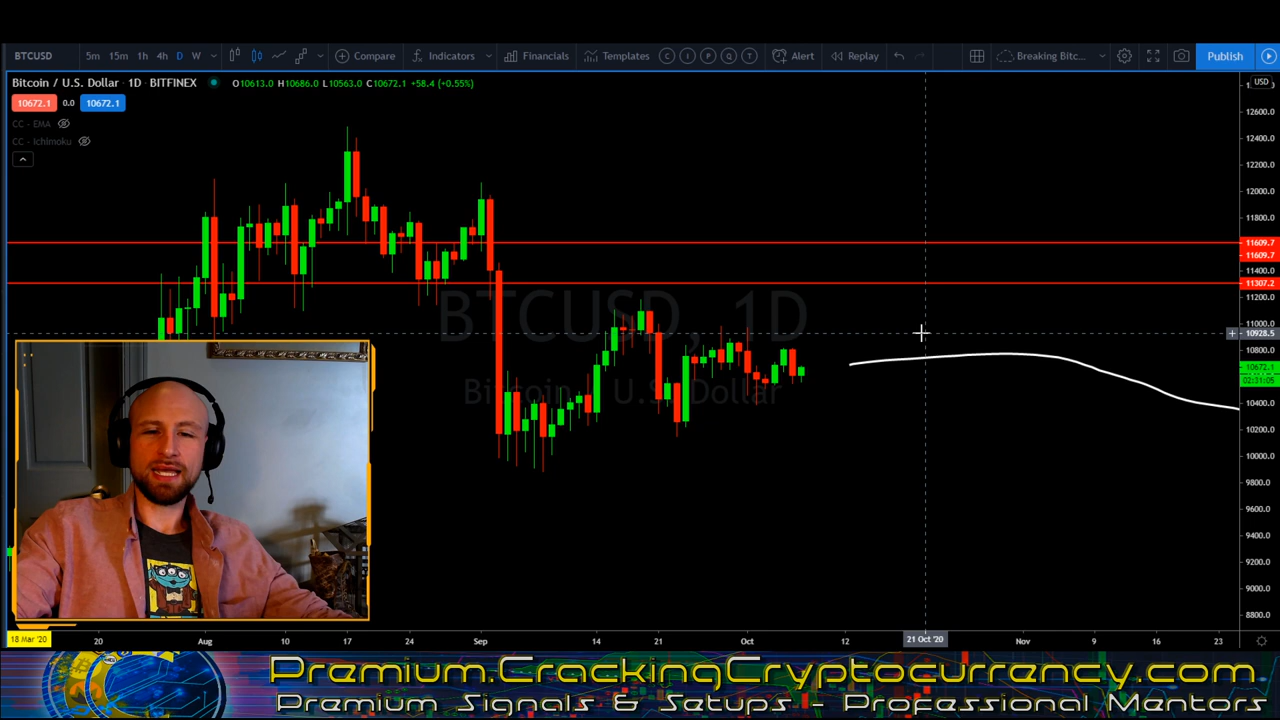 BTCUSD 5m 15m 1h 4h D W Compare Indicators Financials Templates C I P Q T Alert Replay Breaking Bitc... Publish
Bitcoin / U.S. Dollar · 1D · BITFINEX O10613.0 H10686.0 L10563.0 C10672.1 +58.4 (+0.55%) USD
10672.1 0.0 10672.1
CC - EMA
CC - Ichimoku
12600.0
12400.0
12200.0
12000.0
11800.0
11609.7
11609.7
11400.0
11307.2
11200.0
11000.0
10928.5
10800.0
10672.1
02:31:05
10400.0
10200.0
10000.0
9800.0
9600.0
9400.0
9200.0
9000.0
8800.0
BTCUSD, 1D
Bitcoin / U.S. Dollar
18 Mar '20 20 Aug 10 17 24 Sep 14 21 Oct 12 21 Oct '20 Nov 9 16 23
Premium.CrackingCryptocurrency.com
Premium Signals & Setups - Professional Mentors